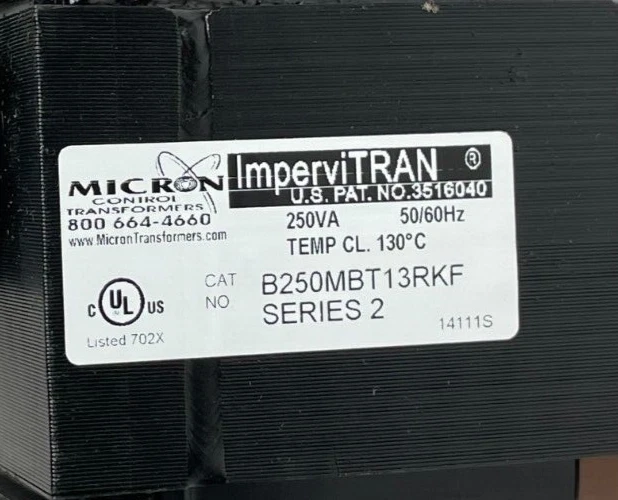 MICRON
CONTROL
TRANSFORMERS
800 664-4660
www.MicronTransformers.com
ImperviTRAN ®
U.S. PAT. NO.3516040
250VA 50/60Hz
TEMP CL. 130°C
CAT NO. B250MBT13RKF
SERIES 2
14111S
C UL US
Listed 702X